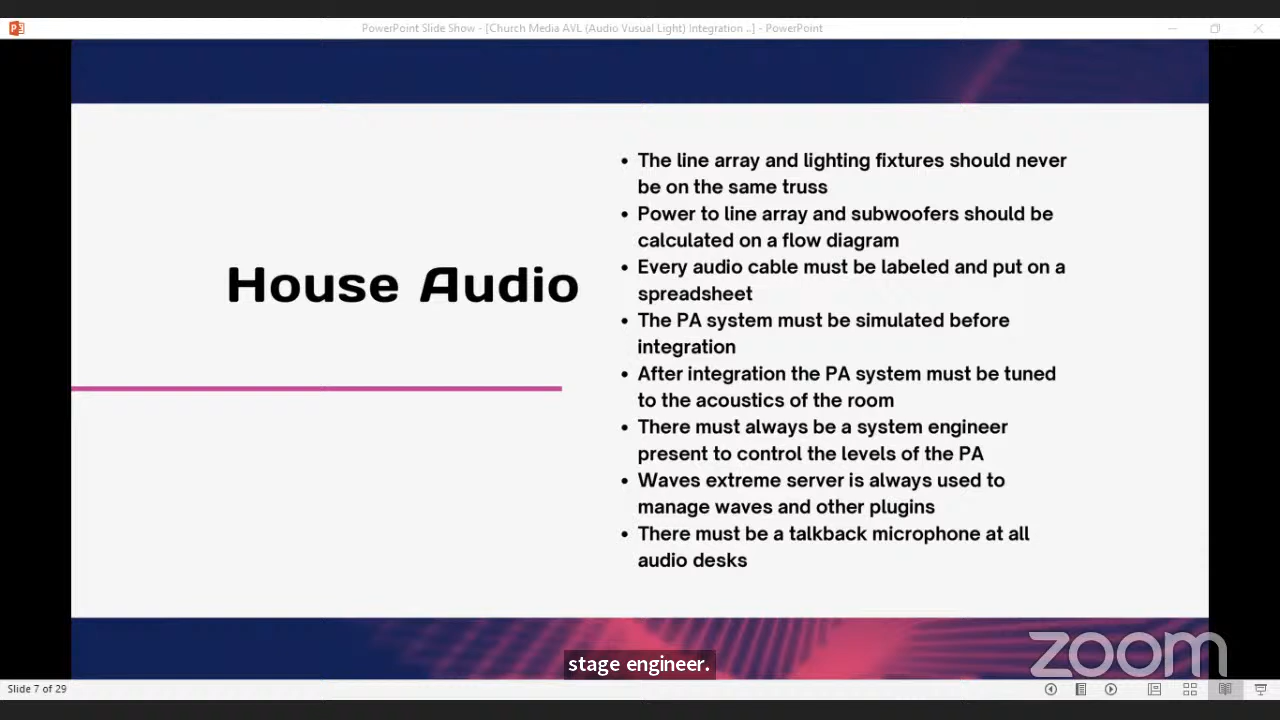 PowerPoint Slide Show - [Church Media AVL (Audio Vusual Light) Integration ..] - PowerPoint
House Audio
• The line array and lighting fixtures should never
be on the same truss
• Power to line array and subwoofers should be
calculated on a flow diagram
• Every audio cable must be labeled and put on a
spreadsheet
• The PA system must be simulated before
integration
• After integration the PA system must be tuned
to the acoustics of the room
• There must always be a system engineer
present to control the levels of the PA
• Waves extreme server is always used to
manage waves and other plugins
• There must be a talkback microphone at all
audio desks
zoom
stage engineer.
Slide 7 of 29